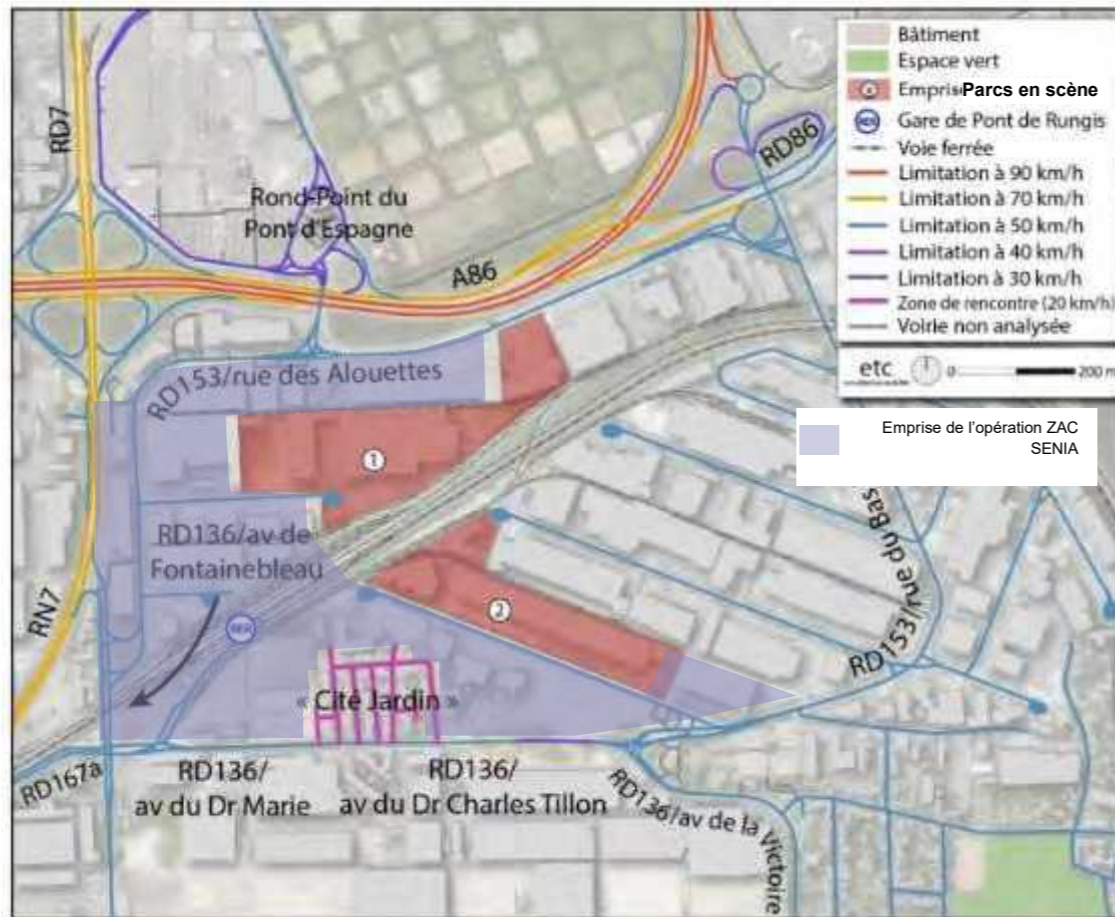 Bâtiment
Espace vert
Emprise Parcs en scène
Gare de Pont de Rungis
Voie ferrée
Limitation à 90 km/h
Limitation à 70 km/h
Limitation à 50 km/h
Limitation à 40 km/h
Limitation à 30 km/h
Zone de rencontre (20 km/h)
Voirie non analysée
etc
0 200 m
Emprise de l'opération ZAC
SENIA
RD7
RD86
Rond-Point du
Pont d'Espagne
A86
RD153/rue des Alouettes
1
RD136/av de
Fontainebleau
RN7
2
RD153/rue du Bas
« Cité Jardin »
RD167a
RD136/
av du Dr Marie
RD136/
av du Dr Charles Tillon
RD136/av de la Victoire